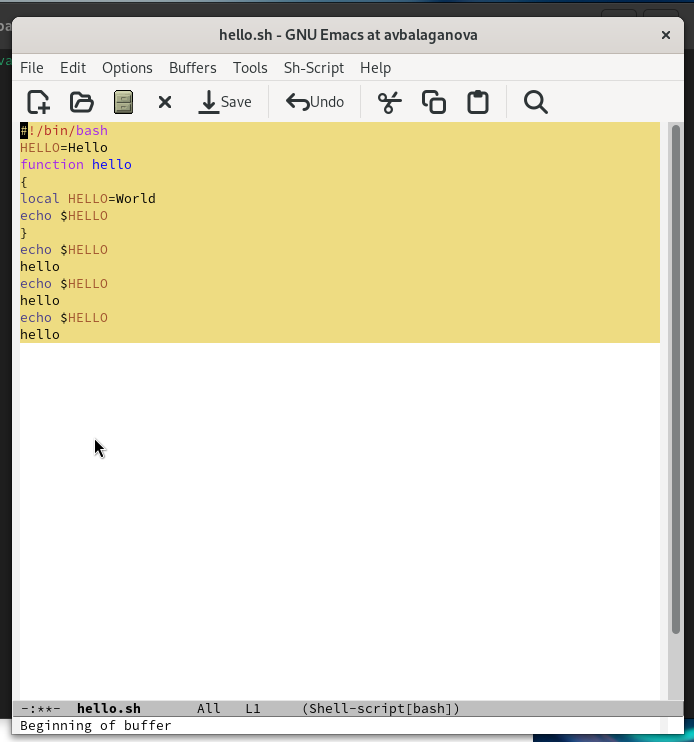 hello.sh - GNU Emacs at avbalaganova
File Edit Options Buffers Tools Sh-Script Help
Save Undo
#!/bin/bash
HELLO=Hello
function hello
{
local HELLO=World
echo $HELLO
}
echo $HELLO
hello
echo $HELLO
hello
echo $HELLO
hello
-:**- hello.sh All L1 (Shell-script[bash])
Beginning of buffer